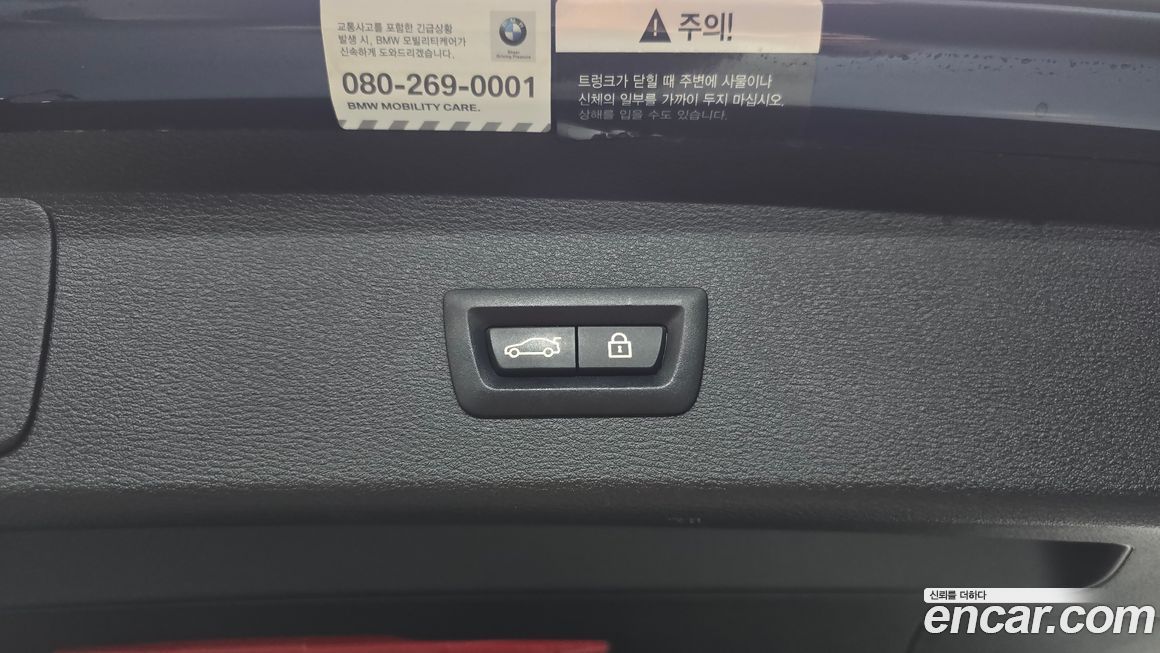 교통사고를 포함한 긴급상황
발생 시, BMW 모빌리티케어가
신속하게 도와드리겠습니다.
080-269-0001
BMW MOBILITY CARE.
Sheer
Driving Pleasure
주의!
트렁크가 닫힐 때 주변에 사물이나
신체의 일부를 가까이 두지 마십시오.
상해를 입을 수도 있습니다.
신뢰를 더하다
encar.com